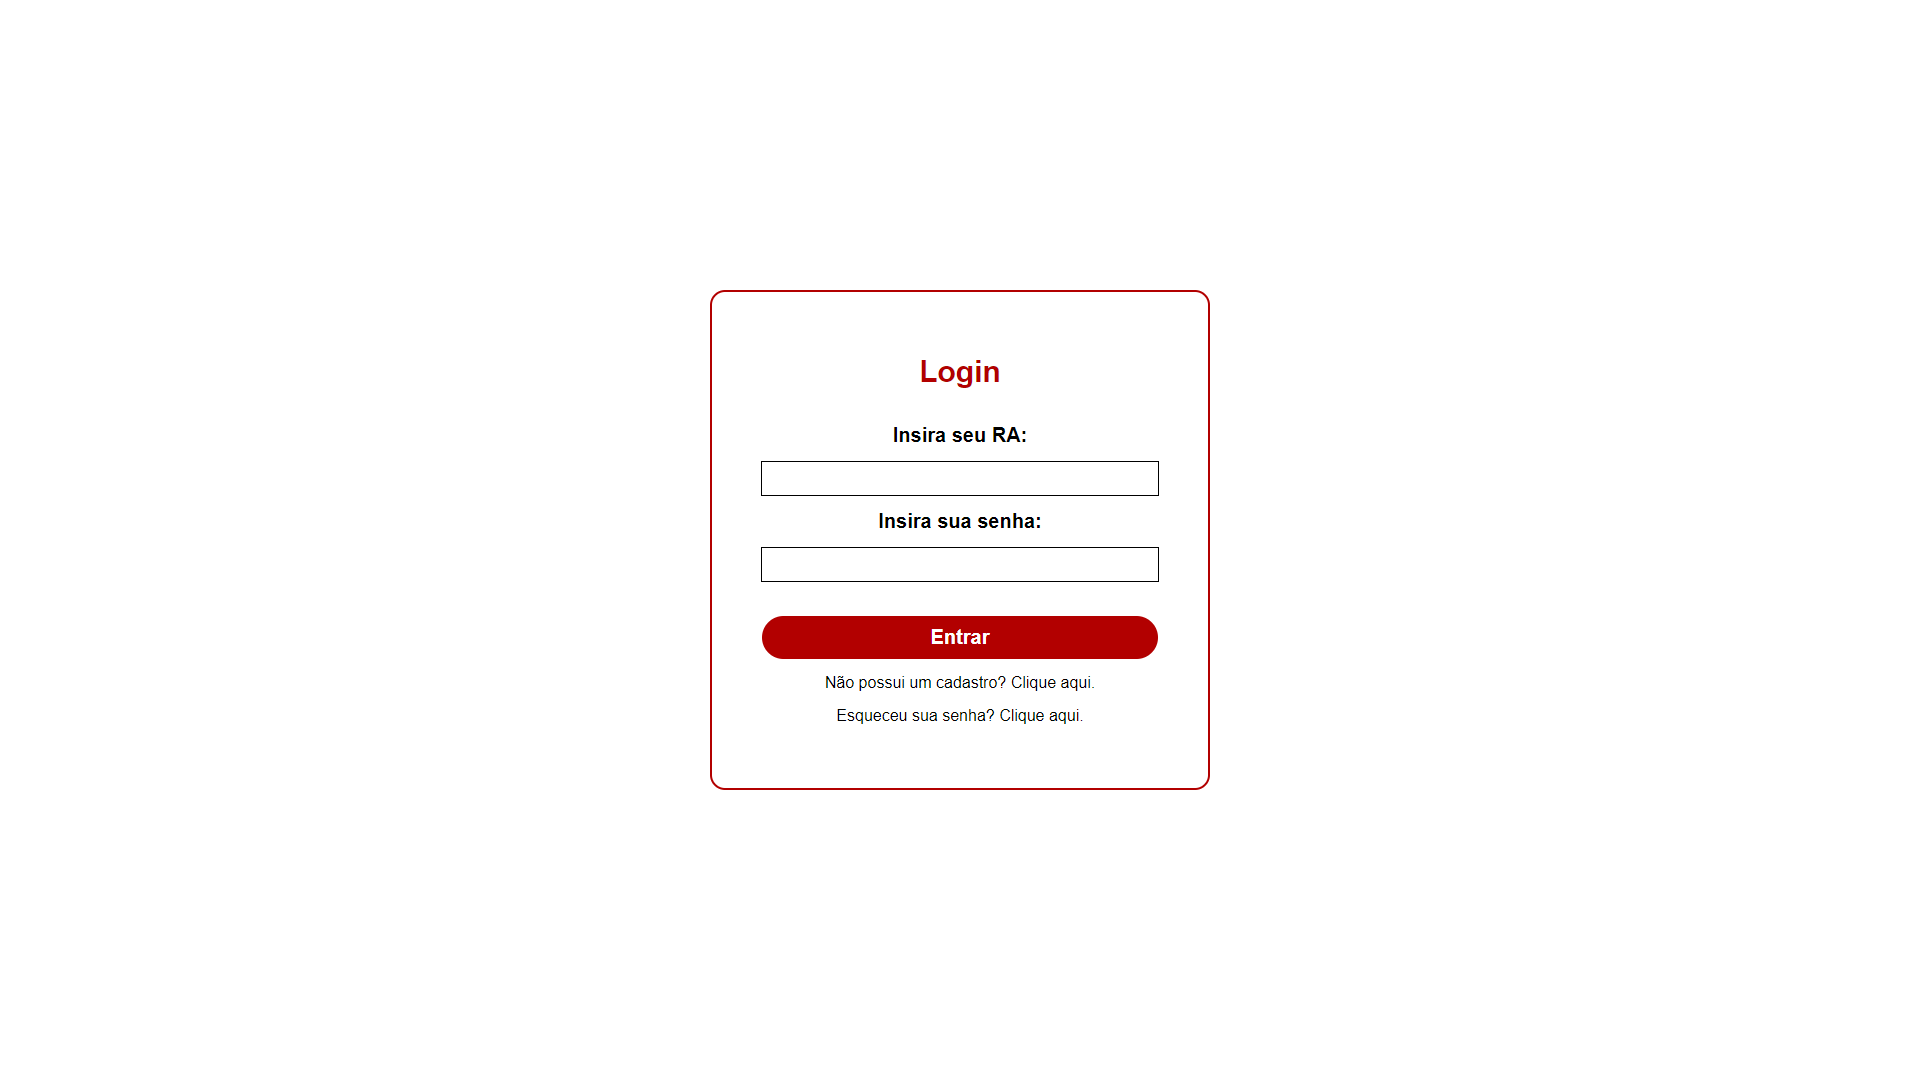 Login
Insira seu RA:
Insira sua senha:
Entrar
Não possui um cadastro? Clique aqui.
Esqueceu sua senha? Clique aqui.